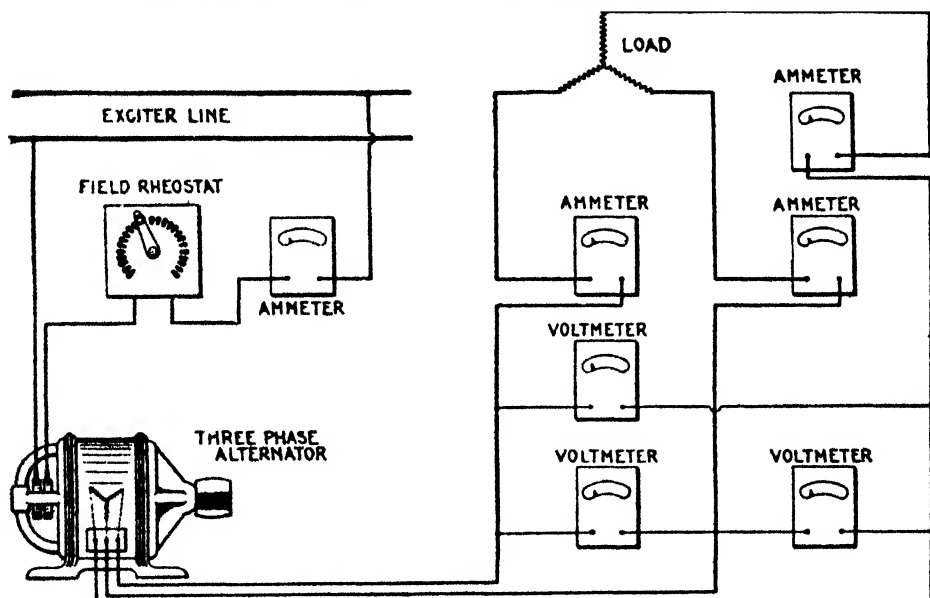 LOAD
AMMETER
EXCITER LINE
FIELD RHEOSTAT
AMMETER
AMMETER
AMMETER
VOLTMETER
THREE PHASE
ALTERNATOR
VOLTMETER
VOLTMETER